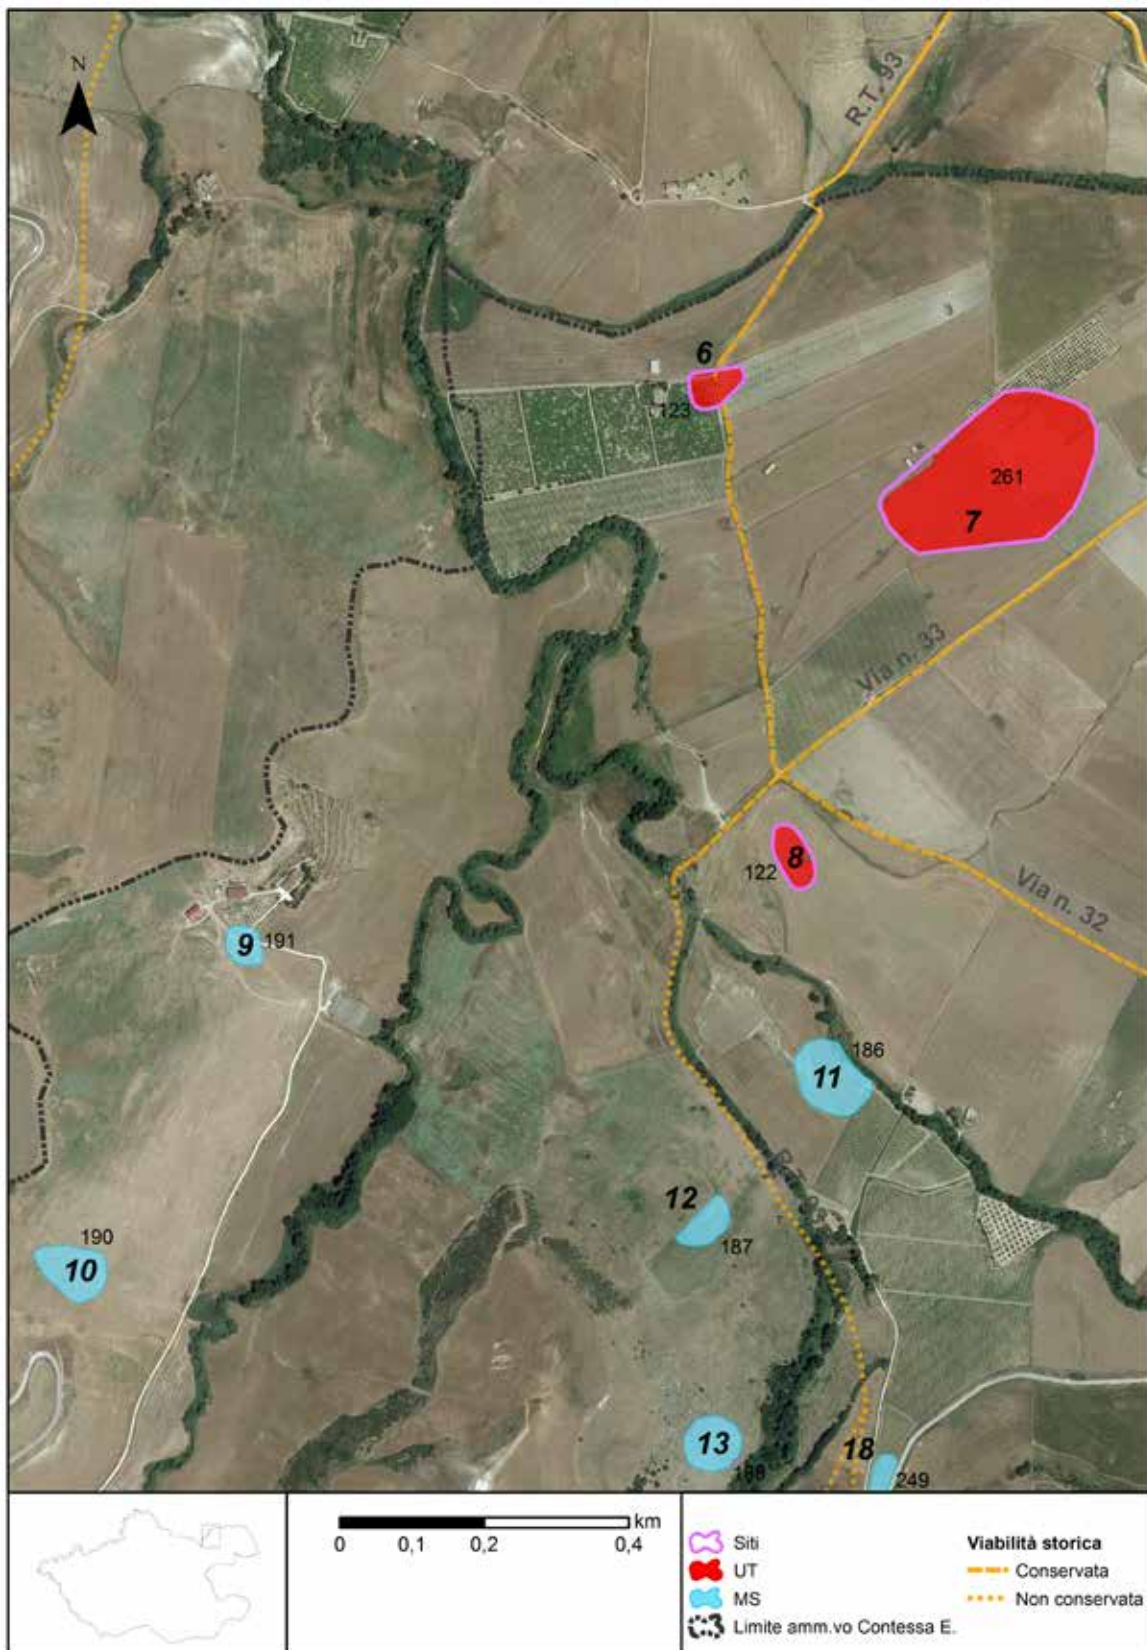 N
R.T. 93
6
123
261
7
Via n. 33
8
122
Via n. 32
9
191
186
11
12
187
190
10
13
188
18
249
km
0
0,1
0,2
0,4
Siti
UT
MS
Limite amm.vo Contessa E.
Viabilità storica
Conservata
Non conservata